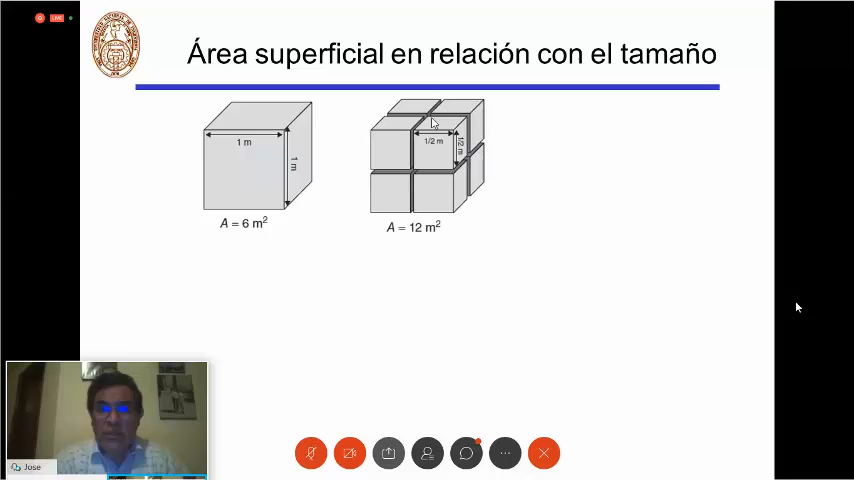 LIVE
Área superficial en relación con el tamaño
1 m
1 m
1/2 m
1/2 m
A = 6 m²
A = 12 m²
Jose